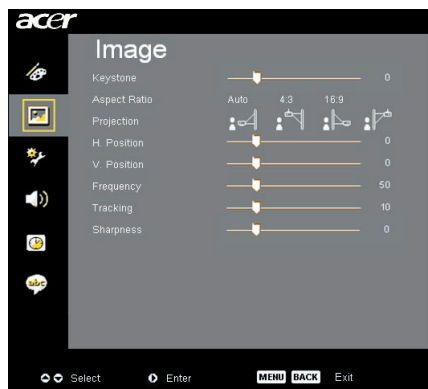 acer
Image
Keystone 0
Aspect Ratio Auto 4:3 16:9
Projection
H. Position 0
V. Position 0
Frequency 50
Tracking 10
Sharpness 0
abc
Select Enter MENU BACK Exit